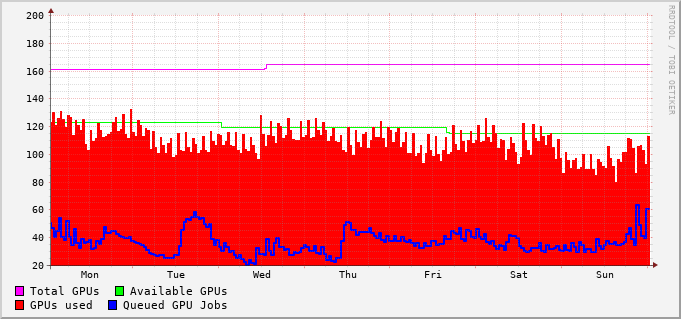 200
180
160
140
120
100
80
60
40
20
Mon Tue Wed Thu Fri Sat Sun
Total GPUs Available GPUs
GPUs used Queued GPU Jobs
RRDTOOL / TOBI OETIKER